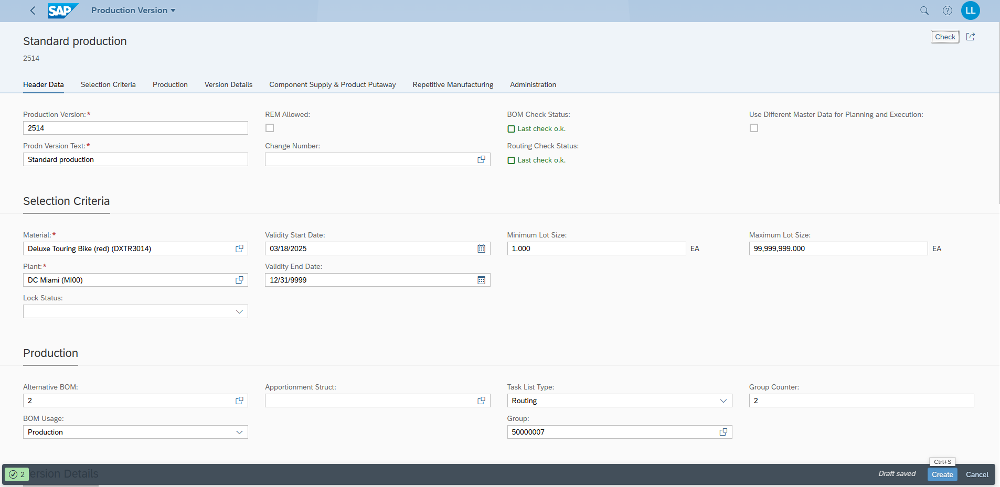 SAP Production Version
LL
Standard production
Check
2514
Header Data Selection Criteria Production Version Details Component Supply & Product Putaway Repetitive Manufacturing Administration
Production Version:* REM Allowed: BOM Check Status: Use Different Master Data for Planning and Execution:
2514 Last check o.k.
Prodn Version Text:* Change Number: Routing Check Status:
Standard production Last check o.k.
Selection Criteria
Material:* Validity Start Date: Minimum Lot Size: Maximum Lot Size:
Deluxe Touring Bike (red) (DXTR3014) 03/18/2025 1.000 EA 99,999,999.000 EA
Plant:* Validity End Date:
DC Miami (MI00) 12/31/9999
Lock Status:
Production
Alternative BOM: Apportionment Struct: Task List Type: Group Counter:
2 Routing 2
BOM Usage: Group:
Production 50000007
Ctrl+S
2 ersion Details Draft saved Create Cancel